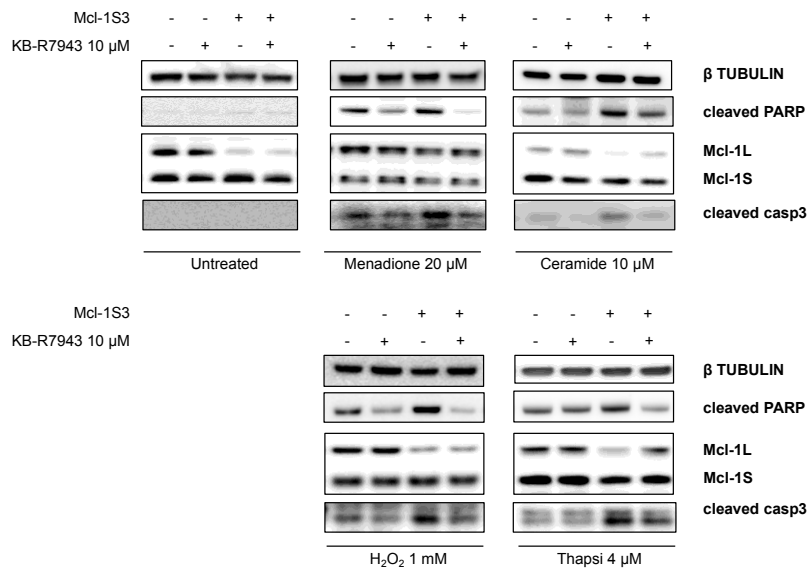 Mcl-1S3 - - + + - - + + - - + +
KB-R7943 10 µM - + - + - + - + - + - +
β TUBULIN
cleaved PARP
Mcl-1L
Mcl-1S
cleaved casp3
Untreated Menadione 20 µM Ceramide 10 µM
Mcl-1S3 - - + + - - + +
KB-R7943 10 µM - + - + - + - +
β TUBULIN
cleaved PARP
Mcl-1L
Mcl-1S
cleaved casp3
H₂O₂ 1 mM Thapsi 4 µM